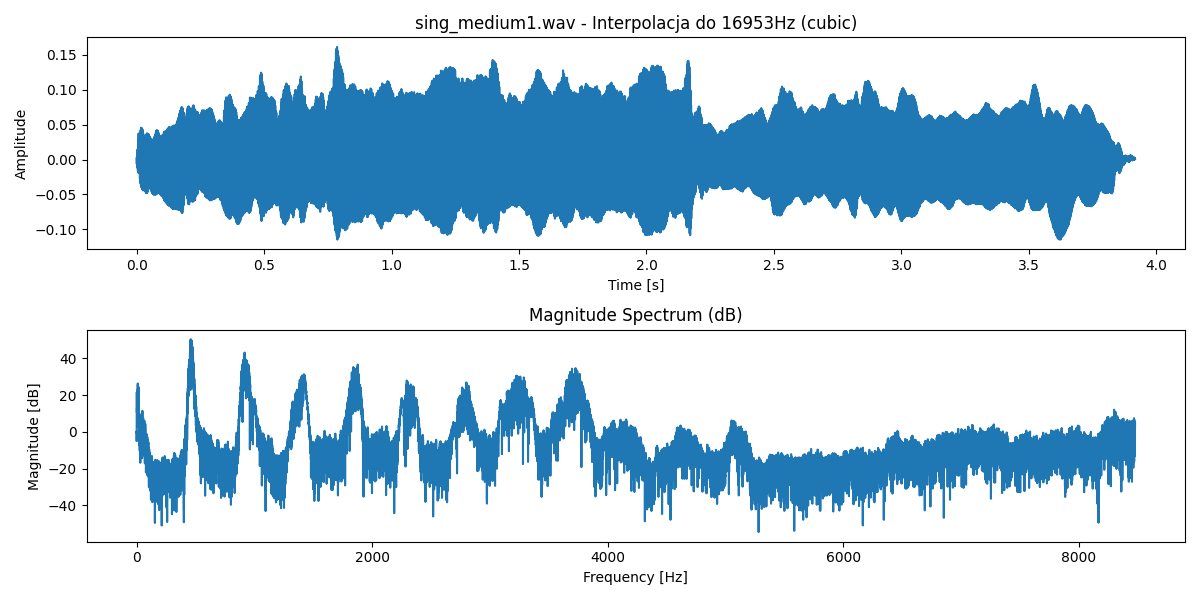 sing_medium1.wav - Interpolacja do 16953Hz (cubic)
0.15
0.10
0.05
0.00
−0.05
−0.10
Amplitude
0.0 0.5 1.0 1.5 2.0 2.5 3.0 3.5 4.0
Time [s]
Magnitude Spectrum (dB)
40
20
0
−20
−40
Magnitude [dB]
0 2000 4000 6000 8000
Frequency [Hz]